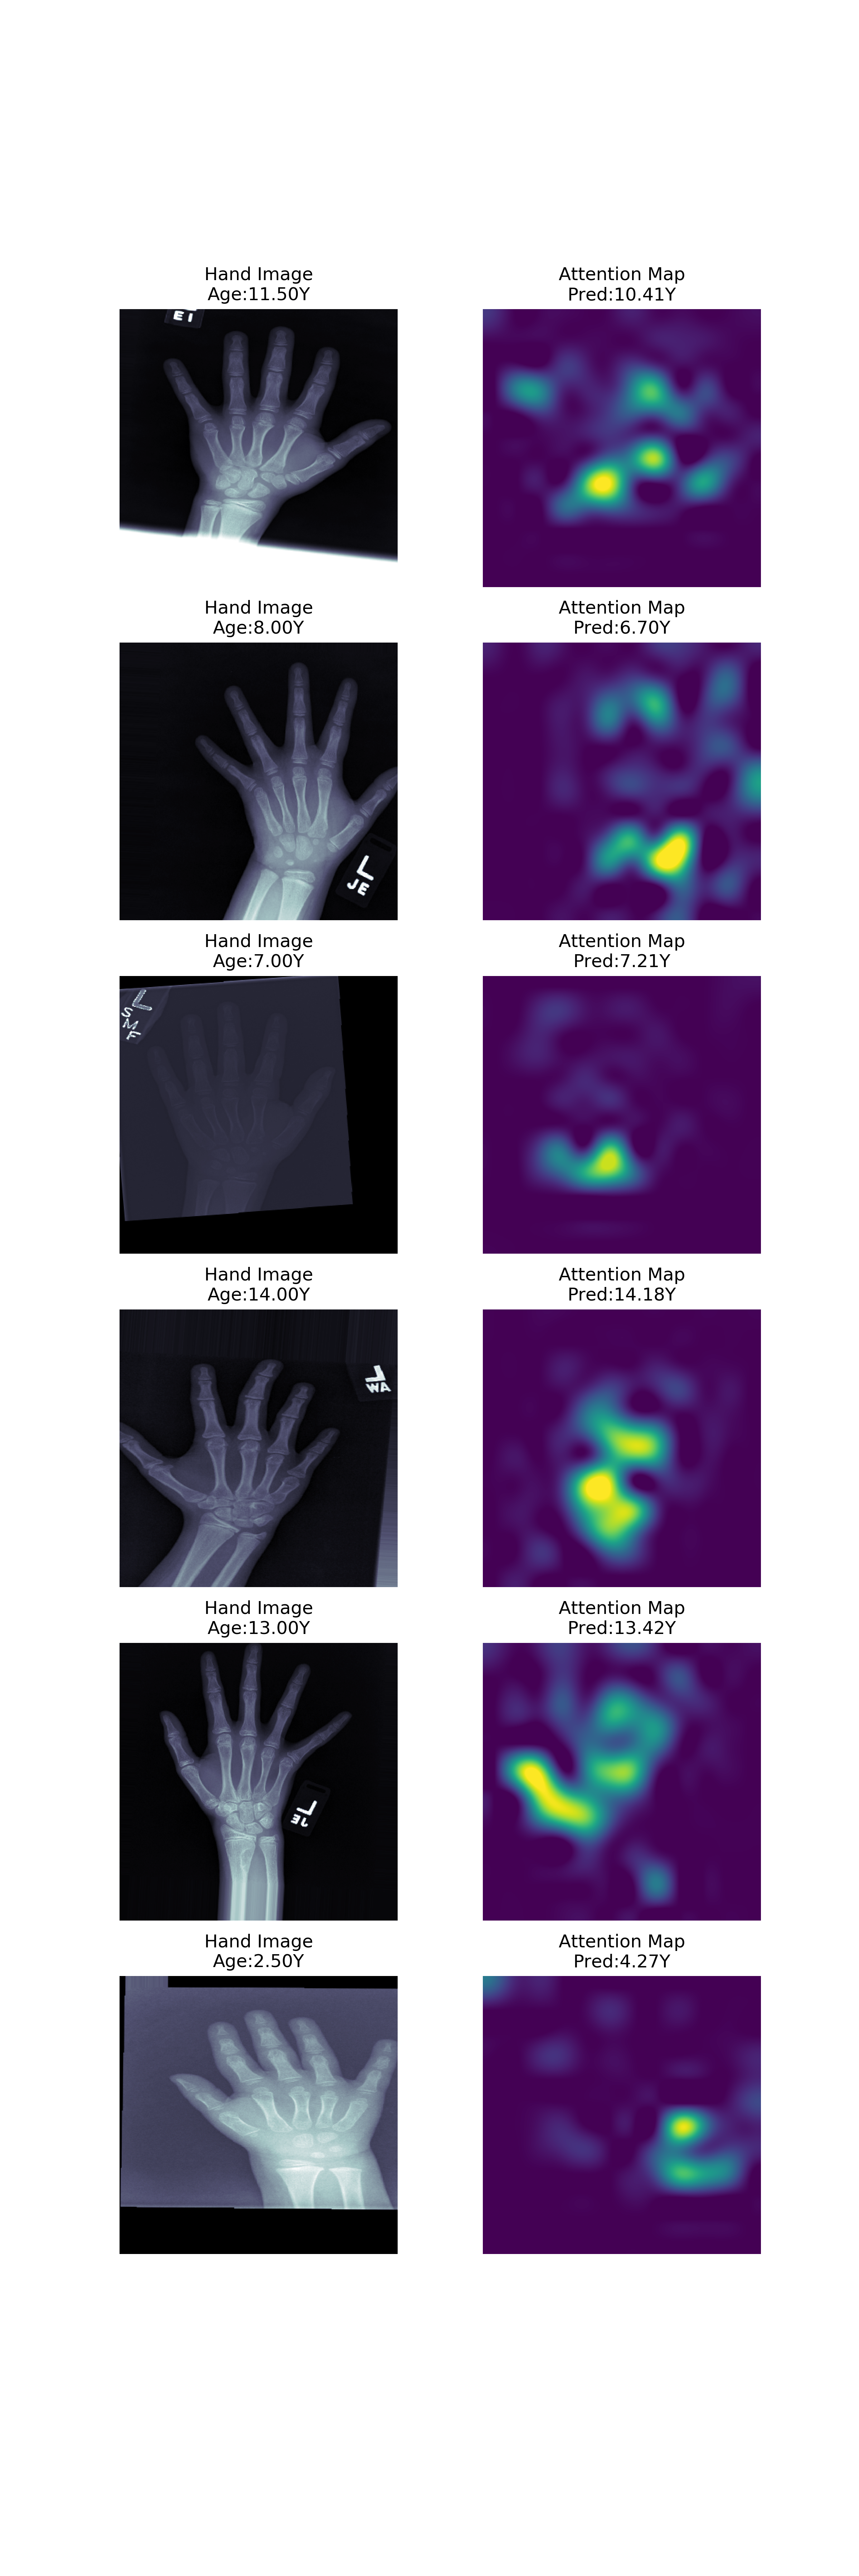 Hand Image
Age:11.50Y
Attention Map
Pred:10.41Y
E I
Hand Image
Age:8.00Y
Attention Map
Pred:6.70Y
L
JE
Hand Image
Age:7.00Y
Attention Map
Pred:7.21Y
L
SMF
Hand Image
Age:14.00Y
Attention Map
Pred:14.18Y
L
WA
Hand Image
Age:13.00Y
Attention Map
Pred:13.42Y
L
Hand Image
Age:2.50Y
Attention Map
Pred:4.27Y